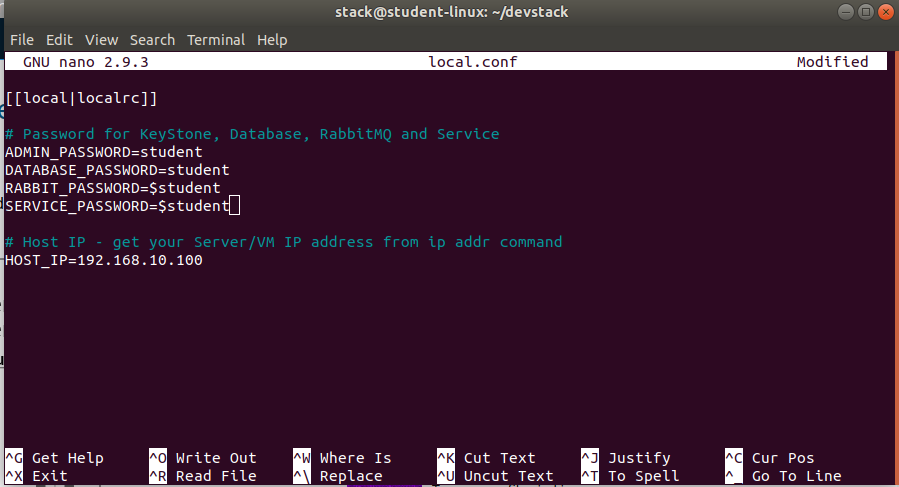 stack@student-linux: ~/devstack
File Edit View Search Terminal Help
GNU nano 2.9.3 local.conf Modified
[[local|localrc]]
# Password for KeyStone, Database, RabbitMQ and Service
ADMIN_PASSWORD=student
DATABASE_PASSWORD=student
RABBIT_PASSWORD=$student
SERVICE_PASSWORD=$student
# Host IP - get your Server/VM IP address from ip addr command
HOST_IP=192.168.10.100
^G Get Help ^O Write Out ^W Where Is ^K Cut Text ^J Justify ^C Cur Pos
^X Exit ^R Read File ^\ Replace ^U Uncut Text ^T To Spell ^_ Go To Line